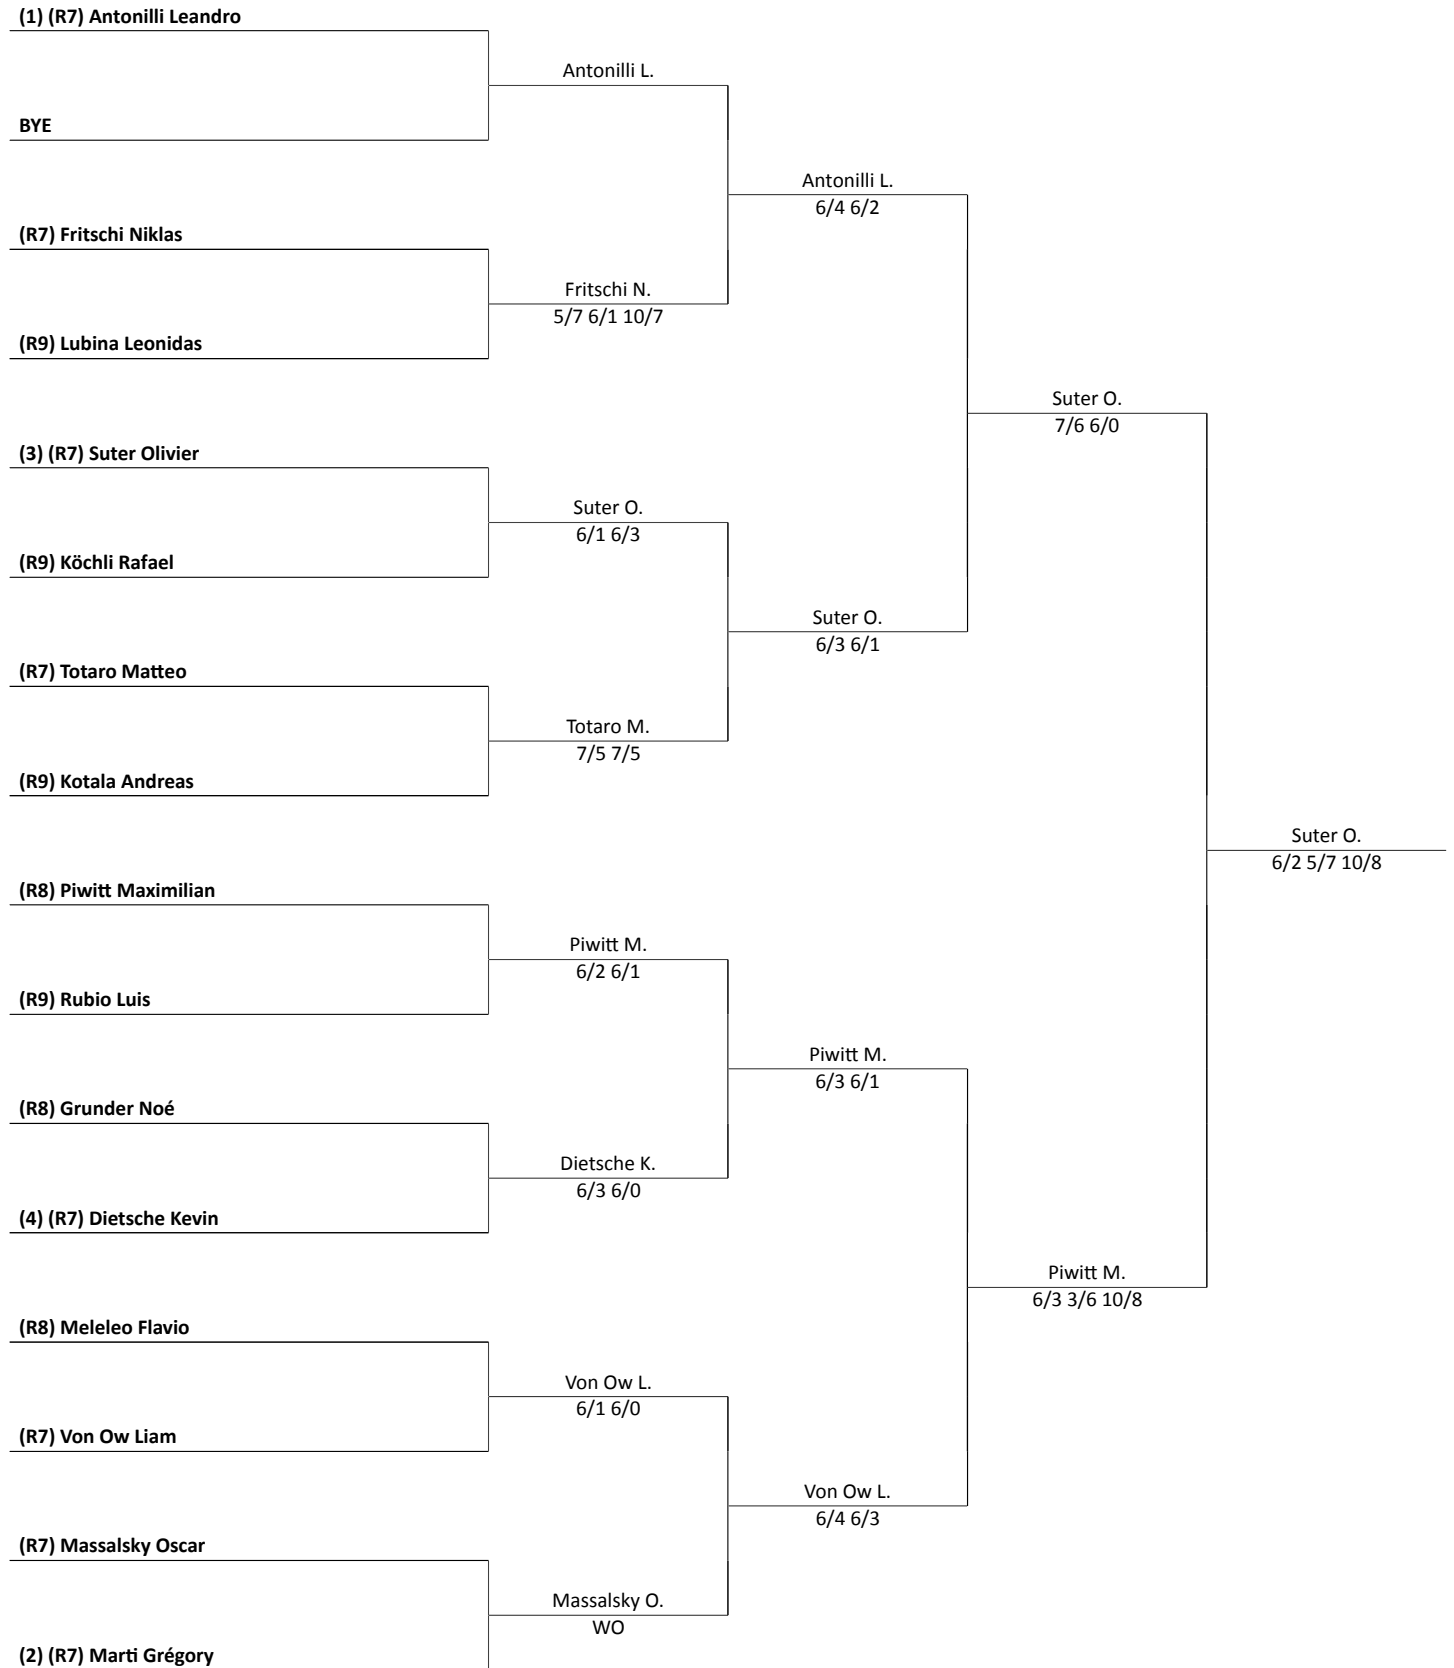 (1) (R7) Antonilli Leandro
Antonilli L.
BYE
Antonilli L.
6/4 6/2
(R7) Fritschi Niklas
Fritschi N.
5/7 6/1 10/7
(R9) Lubina Leonidas
Suter O.
7/6 6/0
(3) (R7) Suter Olivier
Suter O.
6/1 6/3
(R9) Köchli Rafael
Suter O.
6/3 6/1
(R7) Totaro Matteo
Totaro M.
7/5 7/5
(R9) Kotala Andreas
Suter O.
6/2 5/7 10/8
(R8) Piwitt Maximilian
Piwitt M.
6/2 6/1
(R9) Rubio Luis
Piwitt M.
6/3 6/1
(R8) Grunder Noé
Dietsche K.
6/3 6/0
(4) (R7) Dietsche Kevin
Piwitt M.
6/3 3/6 10/8
(R8) Meleleo Flavio
Von Ow L.
6/1 6/0
(R7) Von Ow Liam
Von Ow L.
6/4 6/3
(R7) Massalsky Oscar
Massalsky O.
WO
(2) (R7) Marti Grégory